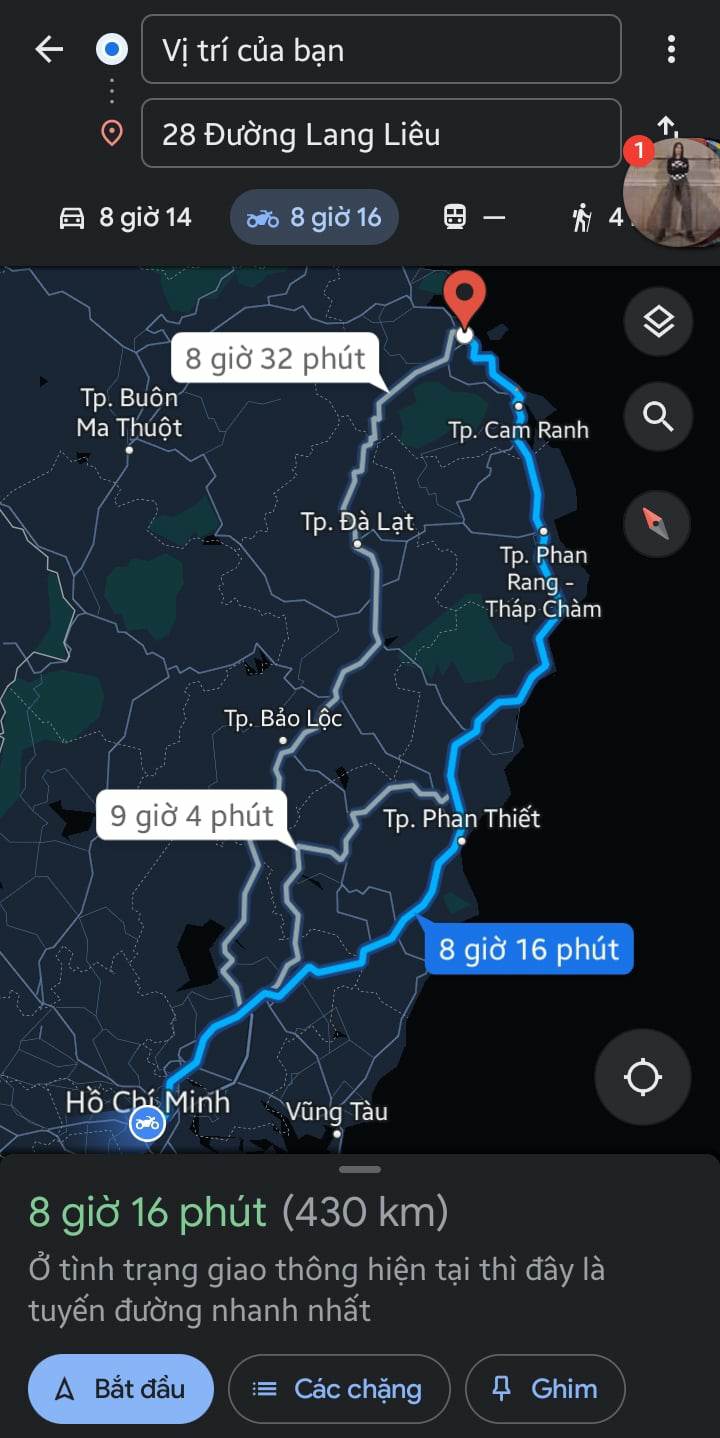 Vị trí của bạn
28 Đường Lang Liêu
1
8 giờ 14
8 giờ 16
—
4
8 giờ 32 phút
Tp. Buôn
Ma Thuột
Tp. Cam Ranh
Tp. Đà Lạt
Tp. Phan
Rang -
Tháp Chàm
Tp. Bảo Lộc
9 giờ 4 phút
Tp. Phan Thiết
8 giờ 16 phút
Hồ Chí Minh
Vũng Tàu
8 giờ 16 phút (430 km)
Ở tình trạng giao thông hiện tại thì đây là
tuyến đường nhanh nhất
Bắt đầu
Các chặng
Ghim